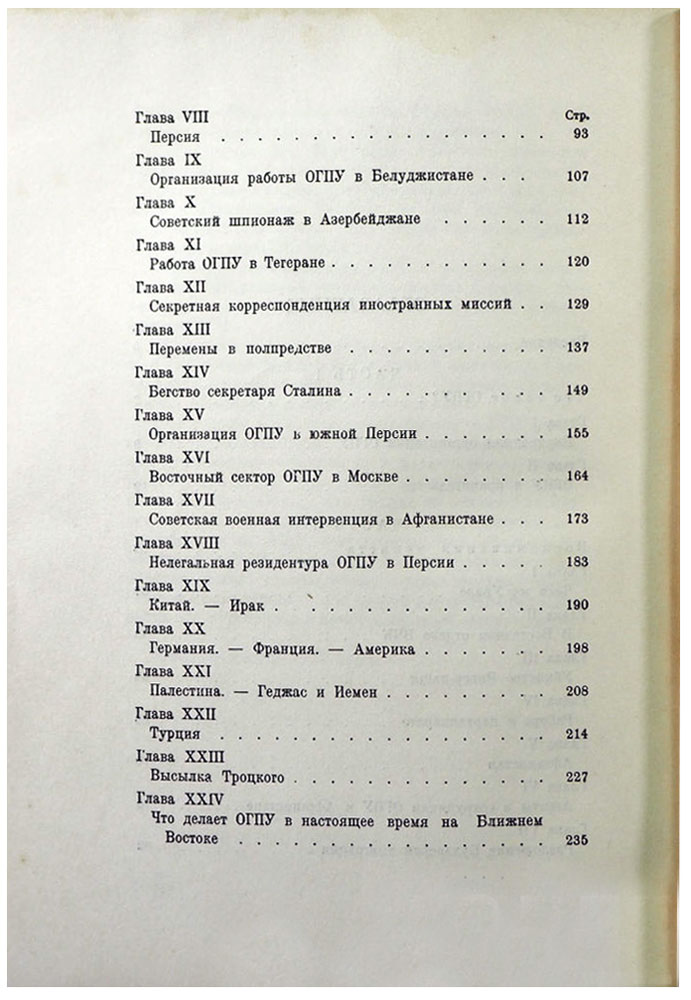 Глава VIII Стр.
Персия . . . . . . . . . . . . . . . . . . 93
Глава IX
Организация работы ОГПУ в Белуджистане . . . 107
Глава X
Советский шпионаж в Азербейджане . . . . . . 112
Глава XI
Работа ОГПУ в Тегеране . . . . . . . . . . . . 120
Глава XII
Секретная корреспонденция иностранных миссий . . 129
Глава XIII
Перемены в полпредстве . . . . . . . . . . . 137
Глава XIV
Бегство секретаря Сталина . . . . . . . . . . . 149
Глава XV
Организация ОГПУ в южной Персии . . . . . . . 155
Глава XVI
Восточный сектор ОГПУ в Москве . . . . . . . . 164
Глава XVII
Советская военная интервенция в Афганистане . . . 173
Глава XVIII
Нелегальная резидентура ОГПУ в Персии . . . . . 183
Глава XIX
Китай. — Ирак . . . . . . . . . . . . . . . 190
Глава XX
Германия. — Франция. — Америка . . . . . . . 198
Глава XXI
Палестина. — Геджас и Иемен . . . . . . . . . 208
Глава XXII
Турция . . . . . . . . . . . . . . . . . 214
Глава XXIII
Высылка Троцкого . . . . . . . . . . . . . . 227
Глава XXIV
Что делает ОГПУ в настоящее время на Ближнем
Востоке . . . . . . . . . . . . . . . . . 235